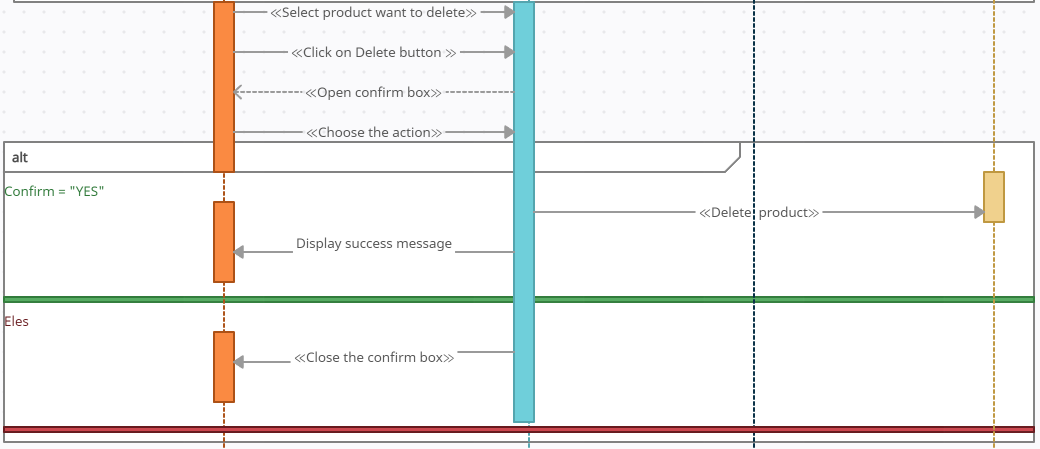 «Select product want to delete»
«Click on Delete button »
«Open confirm box»
«Choose the action»
alt
Confirm = "YES"
«Delete product»
Display success message
Eles
«Close the confirm box»